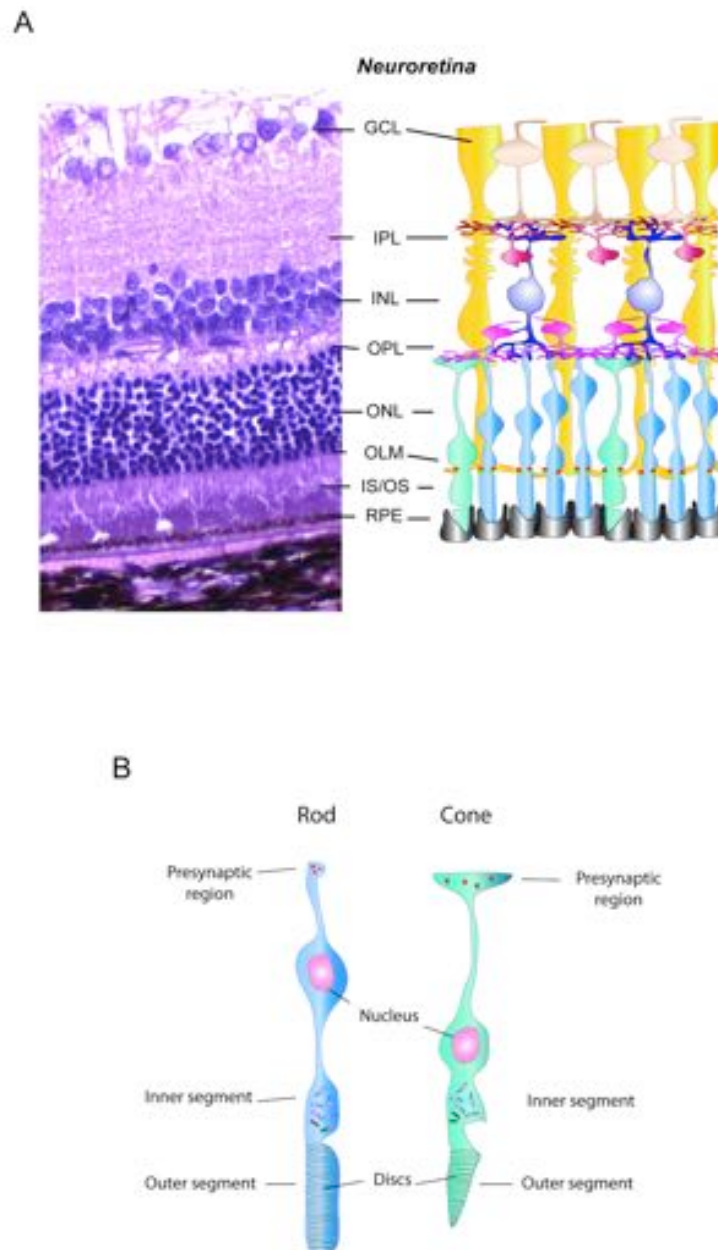 A
Neuroretina
GCL
IPL
INL
OPL
ONL
OLM
IS/OS
RPE
B
Rod
Cone
Presynaptic
region
Presynaptic
region
Nucleus
Inner segment
Inner segment
Outer segment
Discs
Outer segment